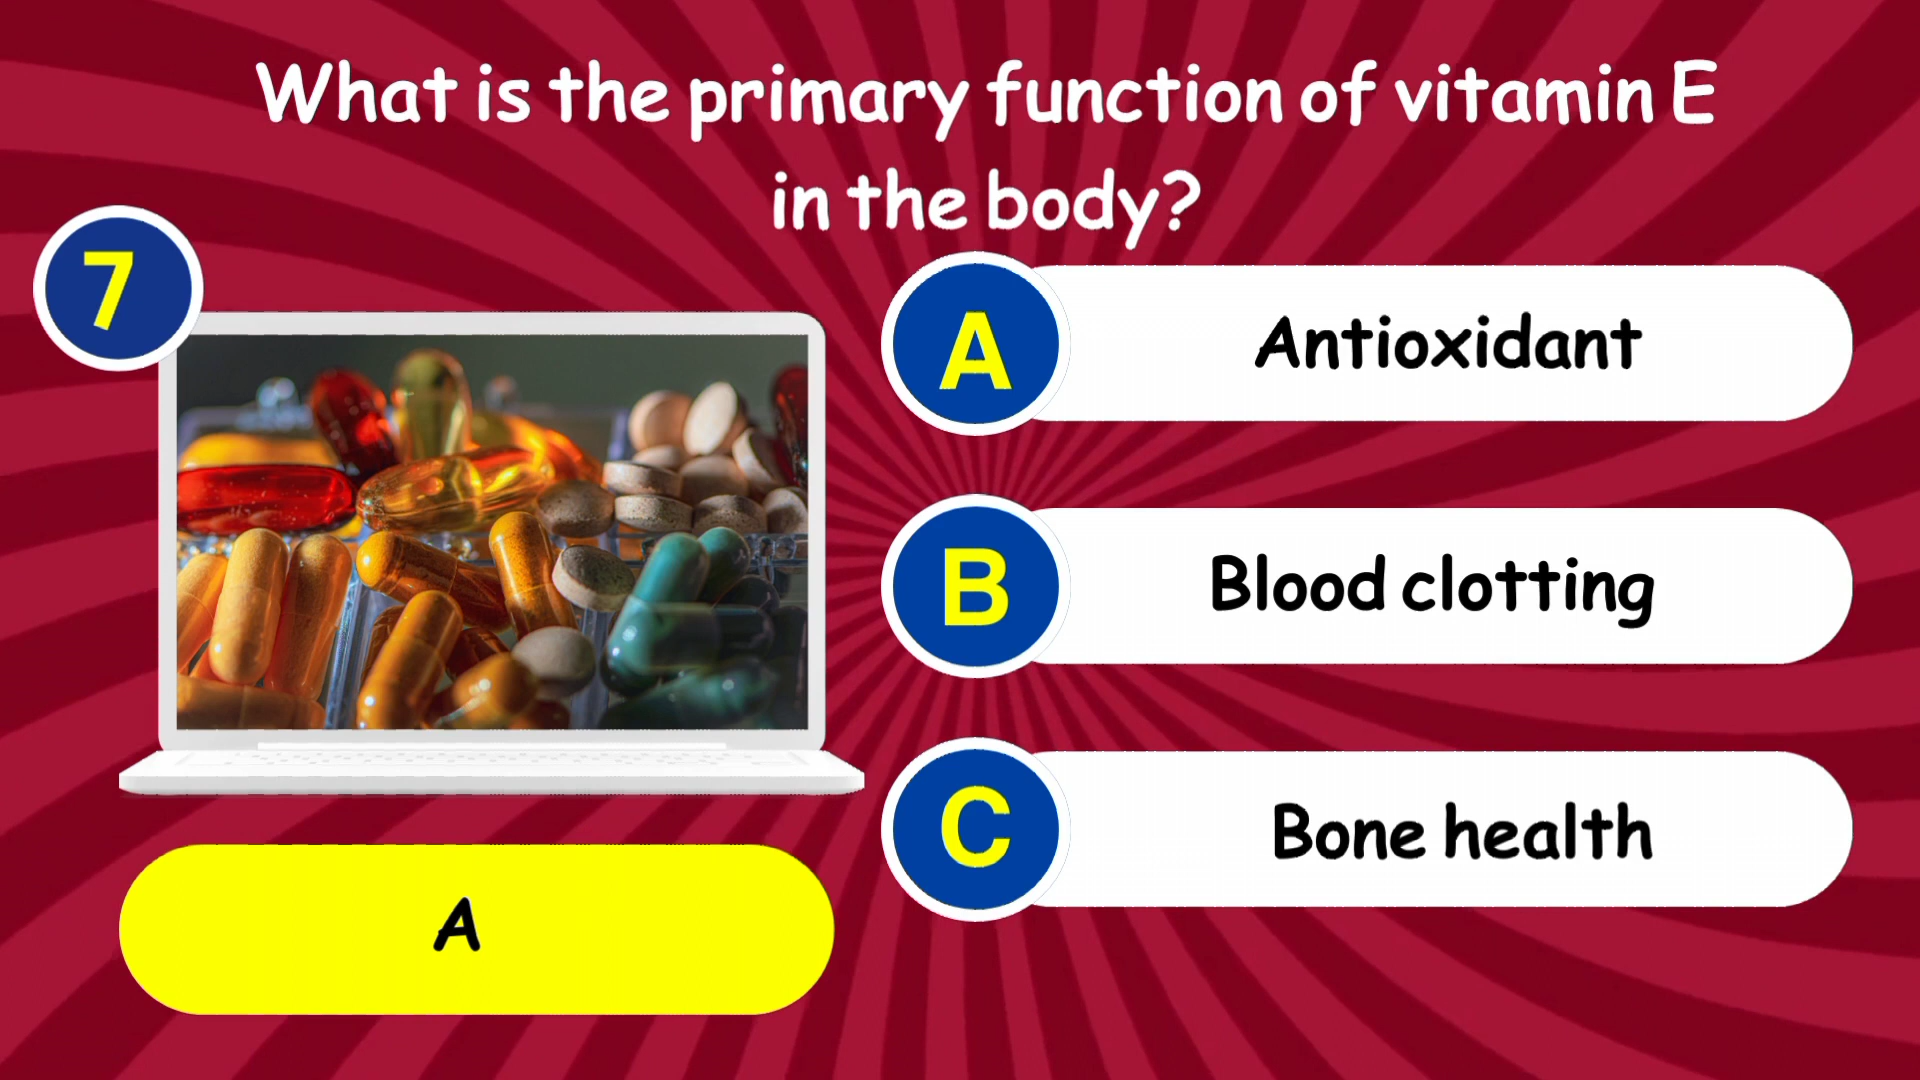 What is the primary function of vitamin E
in the body?
7
A Antioxidant
B Blood clotting
C Bone health
A